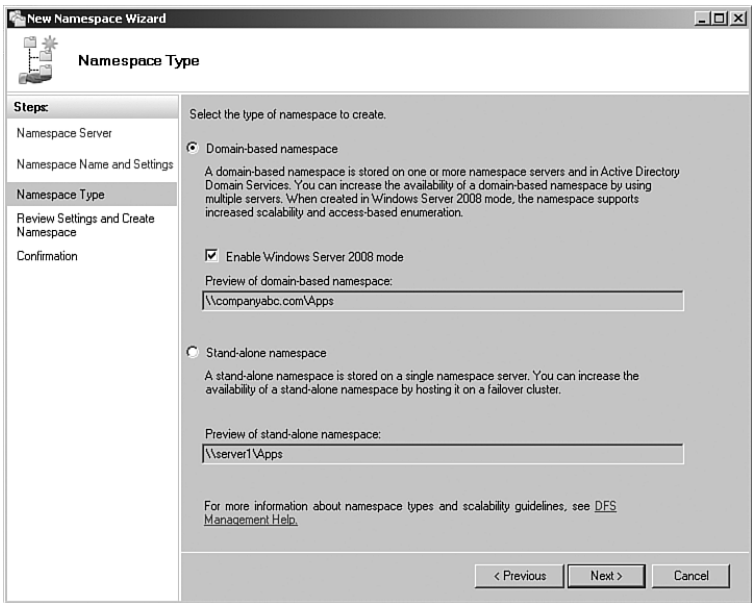 New Namespace Wizard
Namespace Type
Steps:
Namespace Server
Namespace Name and Settings
Namespace Type
Review Settings and Create
Namespace
Confirmation
Select the type of namespace to create.
Domain-based namespace
A domain-based namespace is stored on one or more namespace servers and in Active Directory
Domain Services. You can increase the availability of a domain-based namespace by using
multiple servers. When created in Windows Server 2008 mode, the namespace supports
increased scalability and access-based enumeration.
Enable Windows Server 2008 mode
Preview of domain-based namespace:
\\companyabc.com\Apps
Stand-alone namespace
A stand-alone namespace is stored on a single namespace server. You can increase the
availability of a stand-alone namespace by hosting it on a failover cluster.
Preview of stand-alone namespace:
\\server1\Apps
For more information about namespace types and scalability guidelines, see DFS
Management Help.
< Previous
Next >
Cancel